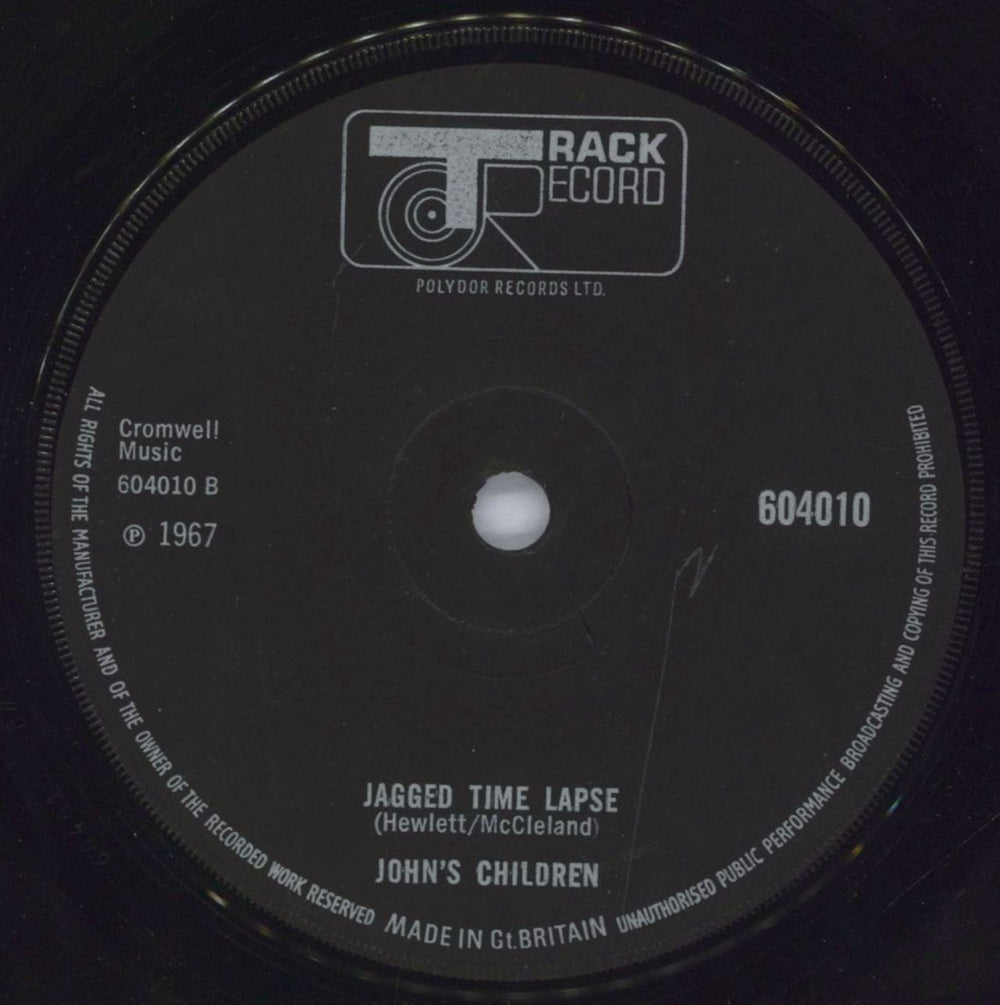 TRACK
RECORD
POLYDOR RECORDS LTD.
Cromwell
Music
604010 B
℗ 1967
604010
JAGGED TIME LAPSE
(Hewlett/McCleland)
JOHN'S CHILDREN
ALL RIGHTS OF THE MANUFACTURER AND OF THE OWNER OF THE RECORDED WORK RESERVED MADE IN Gt.BRITAIN UNAUTHORISED PUBLIC PERFORMANCE BROADCASTING AND COPYING OF THIS RECORD PROHIBITED